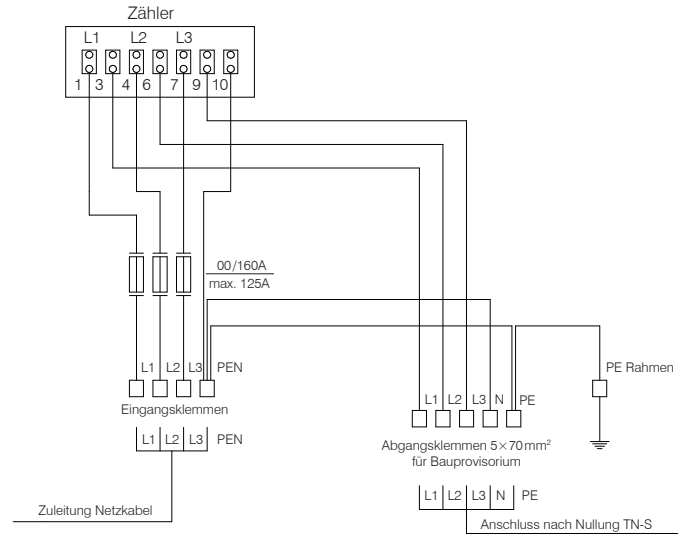 Zähler
L1 L2 L3
1 3 4 6 7 9 10
00/160A
max. 125A
L1 L2 L3 PEN
PE Rahmen
Eingangsklemmen
L1 L2 L3 N PE
L1 L2 L3 PEN
Abgangsklemmen 5×70mm²
für Bauprovisorium
L1 L2 L3 N PE
Zuleitung Netzkabel
Anschluss nach Nullung TN-S